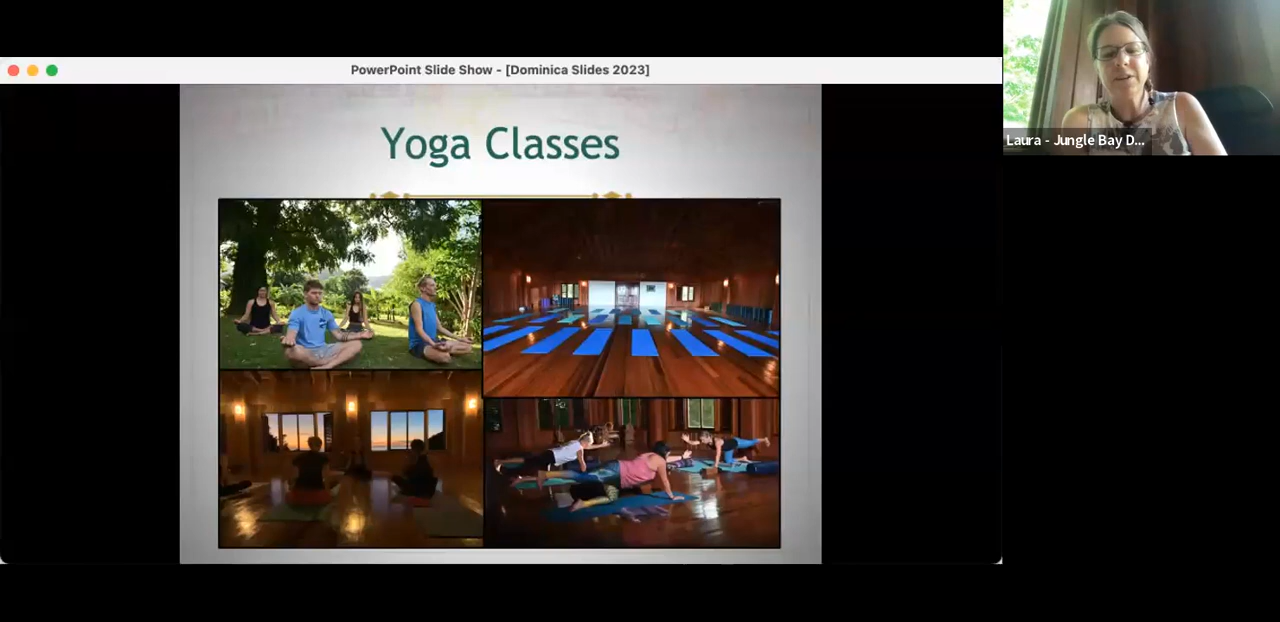 PowerPoint Slide Show - [Dominica Slides 2023]
Yoga Classes
Laura - Jungle Bay D...